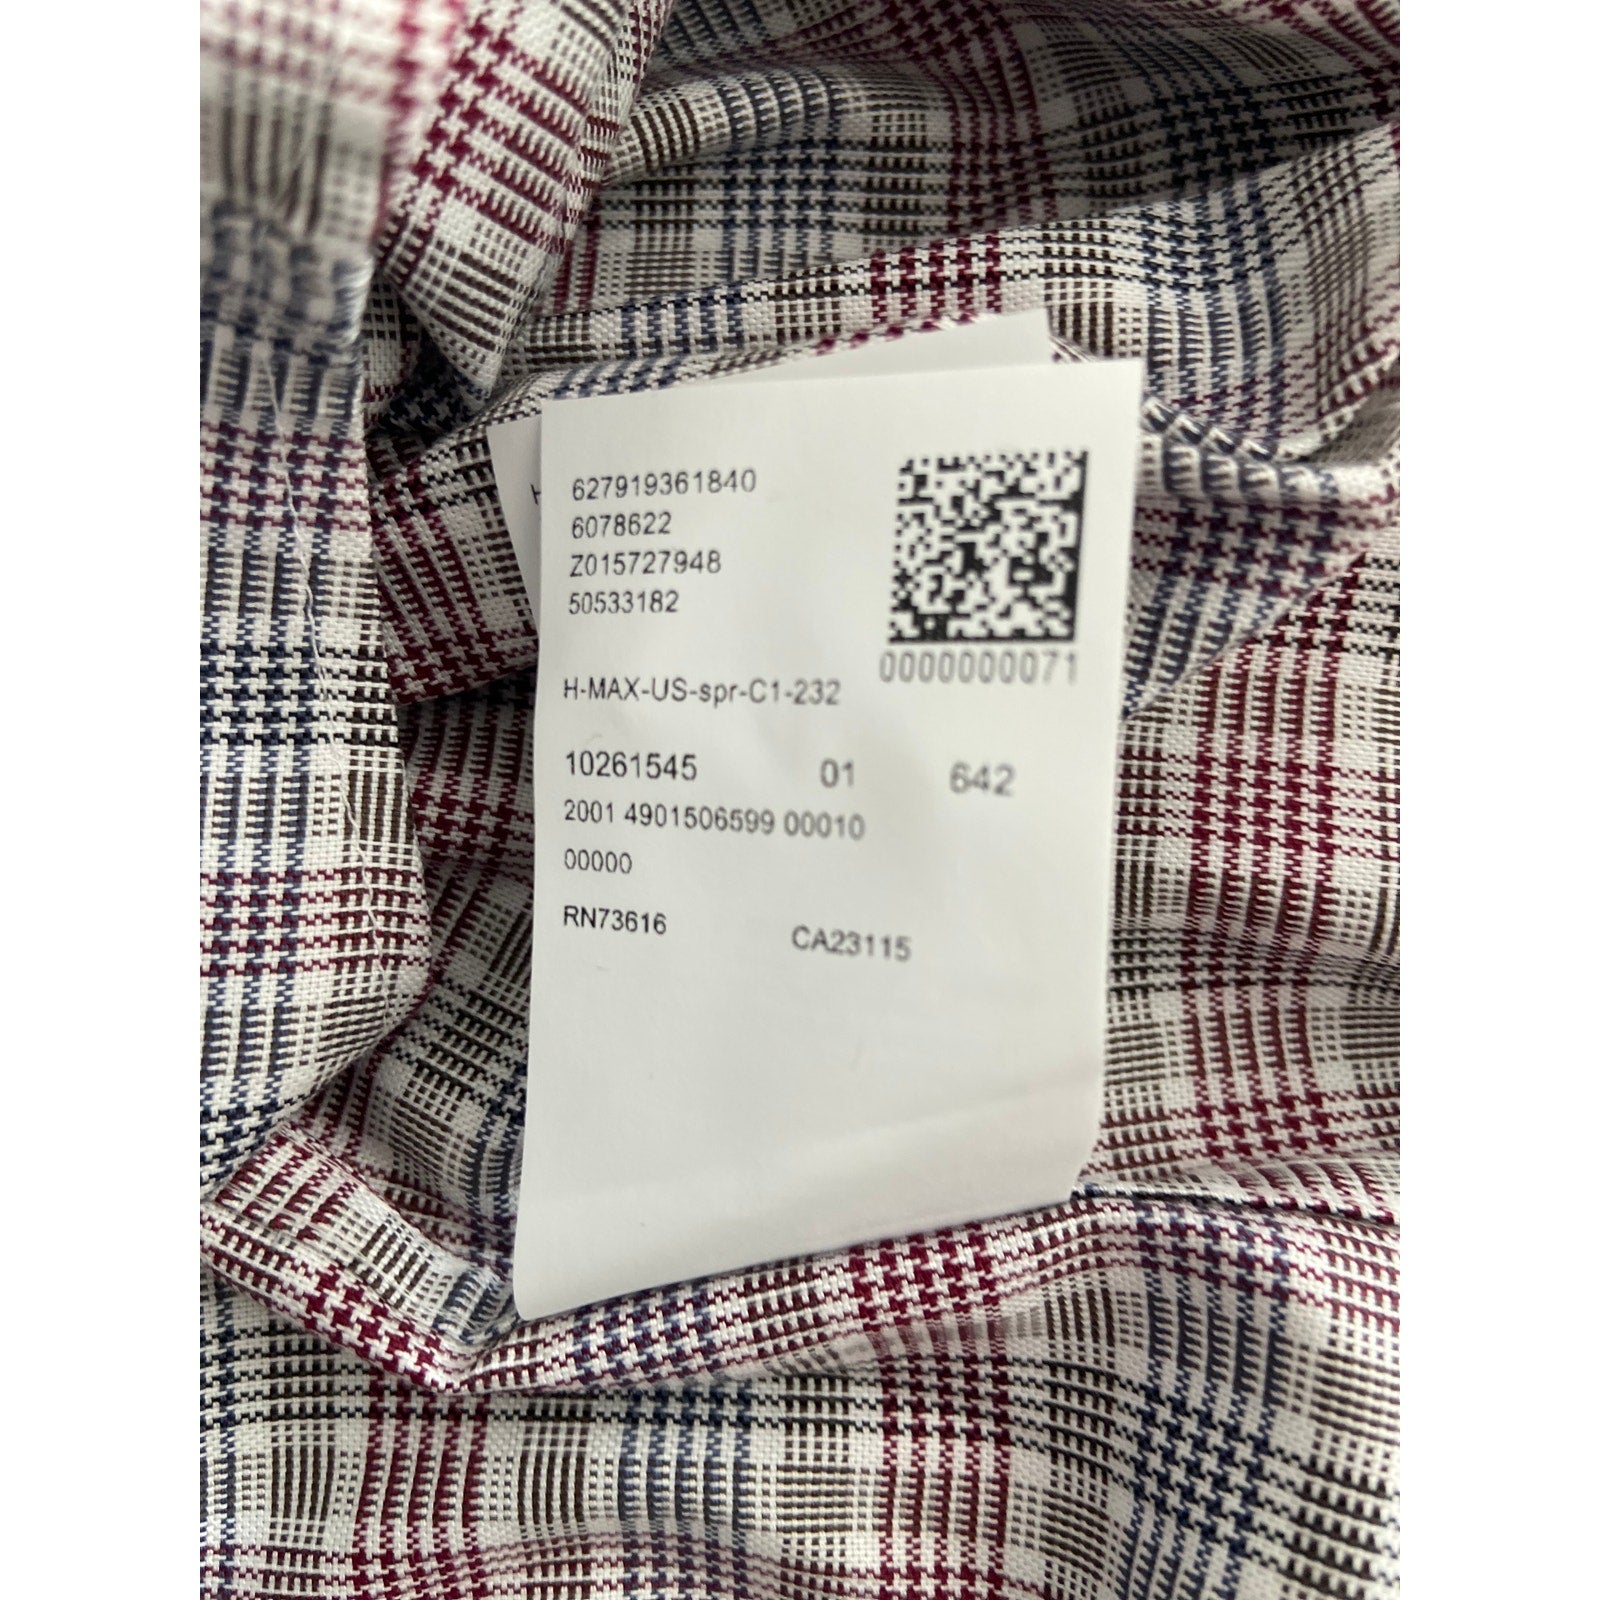 627919361840
6078622
Z015727948
50533182
0000000071
H-MAX-US-spr-C1-232
10261545 01 642
2001 4901506599 00010
00000
RN73616 CA23115